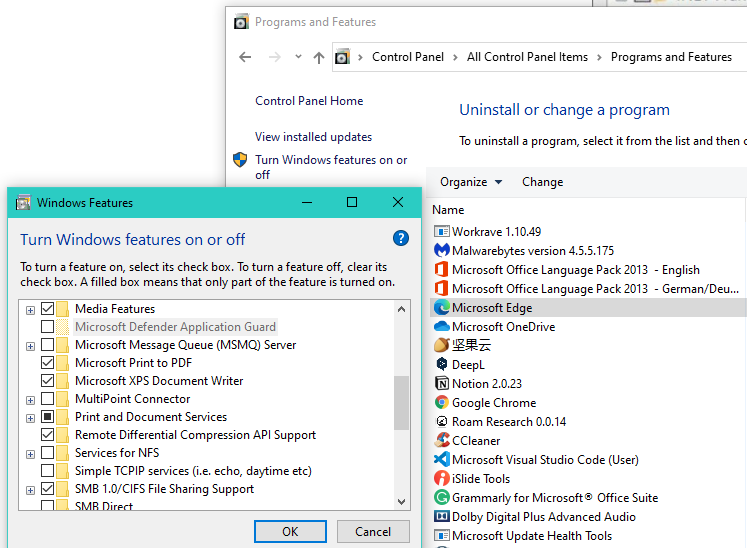 Programs and Features
Control Panel
All Control Panel Items
Programs and Features
Control Panel Home
View installed updates
Turn Windows features on or
off
Uninstall or change a program
To uninstall a program, select it from the list and then
Organize
Change
Name
Workrave 1.10.49
Malwarebytes version 4.5.5.175
Microsoft Office Language Pack 2013 - English
Microsoft Office Language Pack 2013 - German/Deu...
Microsoft Edge
Microsoft OneDrive
坚果云
DeepL
Notion 2.0.23
Google Chrome
Roam Research 0.0.14
CCleaner
Microsoft Visual Studio Code (User)
iSlide Tools
Grammarly for Microsoft® Office Suite
Dolby Digital Plus Advanced Audio
Microsoft Update Health Tools
Windows Features
Turn Windows features on or off
?
To turn a feature on, select its check box. To turn a feature off, clear its
check box. A filled box means that only part of the feature is turned on.
Media Features
Microsoft Defender Application Guard
Microsoft Message Queue (MSMQ) Server
Microsoft Print to PDF
Microsoft XPS Document Writer
MultiPoint Connector
Print and Document Services
Remote Differential Compression API Support
Services for NFS
Simple TCPIP services (i.e. echo, daytime etc)
SMB 1.0/CIFS File Sharing Support
SMB Direct
OK
Cancel